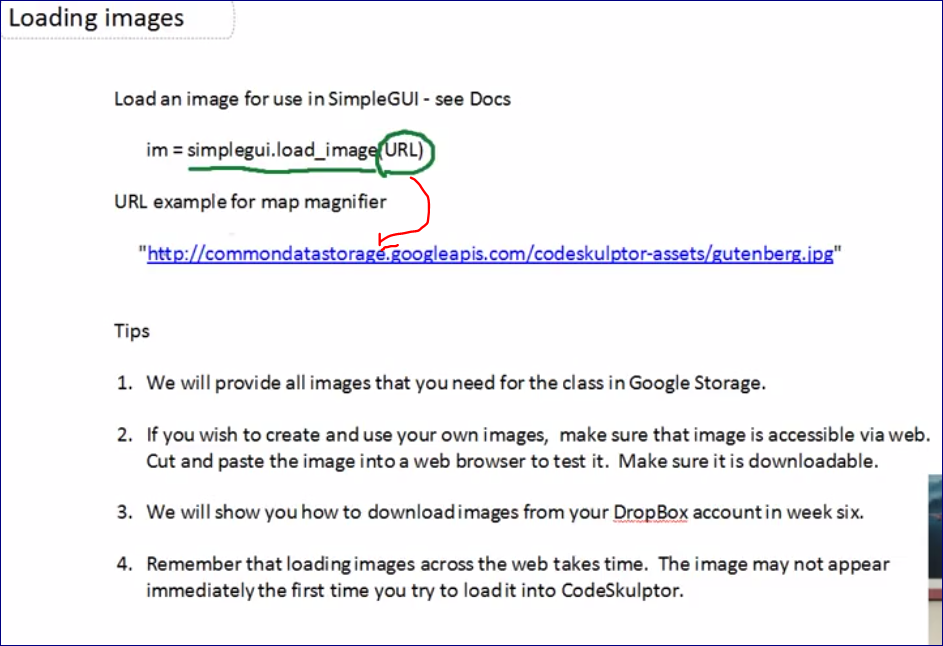 Loading images
Load an image for use in SimpleGUI - see Docs
im = simplegui.load_image(URL)
URL example for map magnifier
"http://commondatastorage.googleapis.com/codeskulptor-assets/gutenberg.jpg"
Tips
1. We will provide all images that you need for the class in Google Storage.
2. If you wish to create and use your own images,  make sure that image is accessible via web.
Cut and paste the image into a web browser to test it.  Make sure it is downloadable.
3. We will show you how to download images from your DropBox account in week six.
4. Remember that loading images across the web takes time.  The image may not appear
immediately the first time you try to load it into CodeSkulptor.